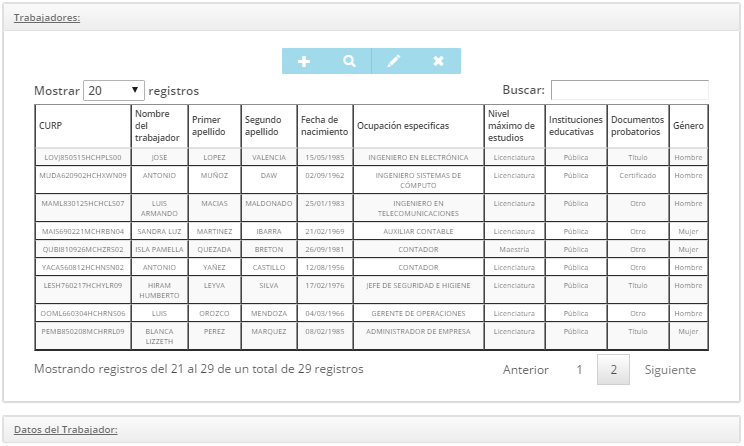 Trabajadores:
Mostrar 20 registros Buscar:
CURP Nombre del trabajador Primer apellido Segundo apellido Fecha de nacimiento Ocupación especificas Nivel máximo de estudios Instituciones educativas Documentos probatorios Género
LOVJ850515HCHPLS00 JOSE LOPEZ VALENCIA 15/05/1985 INGENIERO EN ELECTRÓNICA Licenciatura Pública Título Hombre
MUDA620902HCHXWN09 ANTONIO MUÑOZ DAW 02/09/1962 INGENIERO SISTEMAS DE CÓMPUTO Licenciatura Pública Certificado Hombre
MAML830125HCHCLS07 LUIS ARMANDO MACIAS MALDONADO 25/01/1983 INGENIERO EN TELECOMUNICACIONES Licenciatura Pública Otro Hombre
MAIS690221MCHRBN04 SANDRA LUZ MARTINEZ IBARRA 21/02/1969 AUXILIAR CONTABLE Licenciatura Pública Otro Mujer
QUBI810926MCHZRS02 ISLA PAMELLA QUEZADA BRETON 26/09/1981 CONTADOR Maestría Pública Otro Mujer
YACA560812HCHNSN02 ANTONIO YAÑEZ CASTILLO 12/08/1956 CONTADOR Licenciatura Pública Otro Hombre
LESH760217HCHYLR09 HIRAM HUMBERTO LEYVA SILVA 17/02/1976 JEFE DE SEGURIDAD E HIGIENE Licenciatura Pública Título Hombre
OOML660304HCHRNS06 LUIS OROZCO MENDOZA 04/03/1966 GERENTE DE OPERACIONES Licenciatura Pública Otro Hombre
PEMB850208MCHRRL09 BLANCA LIZZETH PEREZ MARQUEZ 08/02/1985 ADMINISTRADOR DE EMPRESA Licenciatura Pública Título Mujer
Mostrando registros del 21 al 29 de un total de 29 registros Anterior 1 2 Siguiente
Datos del Trabajador: